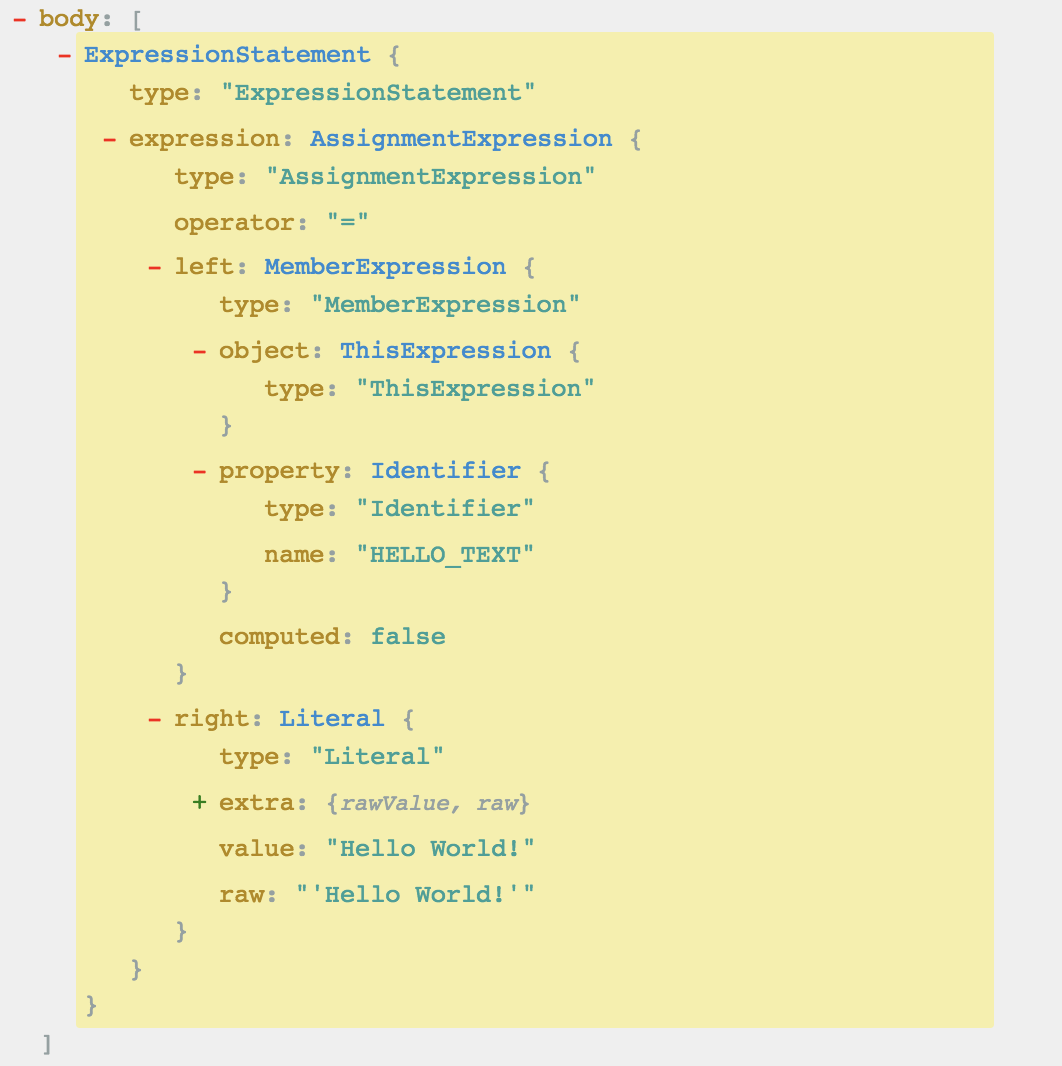 − body: [
− ExpressionStatement {
type: "ExpressionStatement"
− expression: AssignmentExpression {
type: "AssignmentExpression"
operator: "="
− left: MemberExpression {
type: "MemberExpression"
− object: ThisExpression {
type: "ThisExpression"
}
− property: Identifier {
type: "Identifier"
name: "HELLO_TEXT"
}
computed: false
}
− right: Literal {
type: "Literal"
+ extra: {rawValue, raw}
value: "Hello World!"
raw: "'Hello World!'"
}
}
}
]